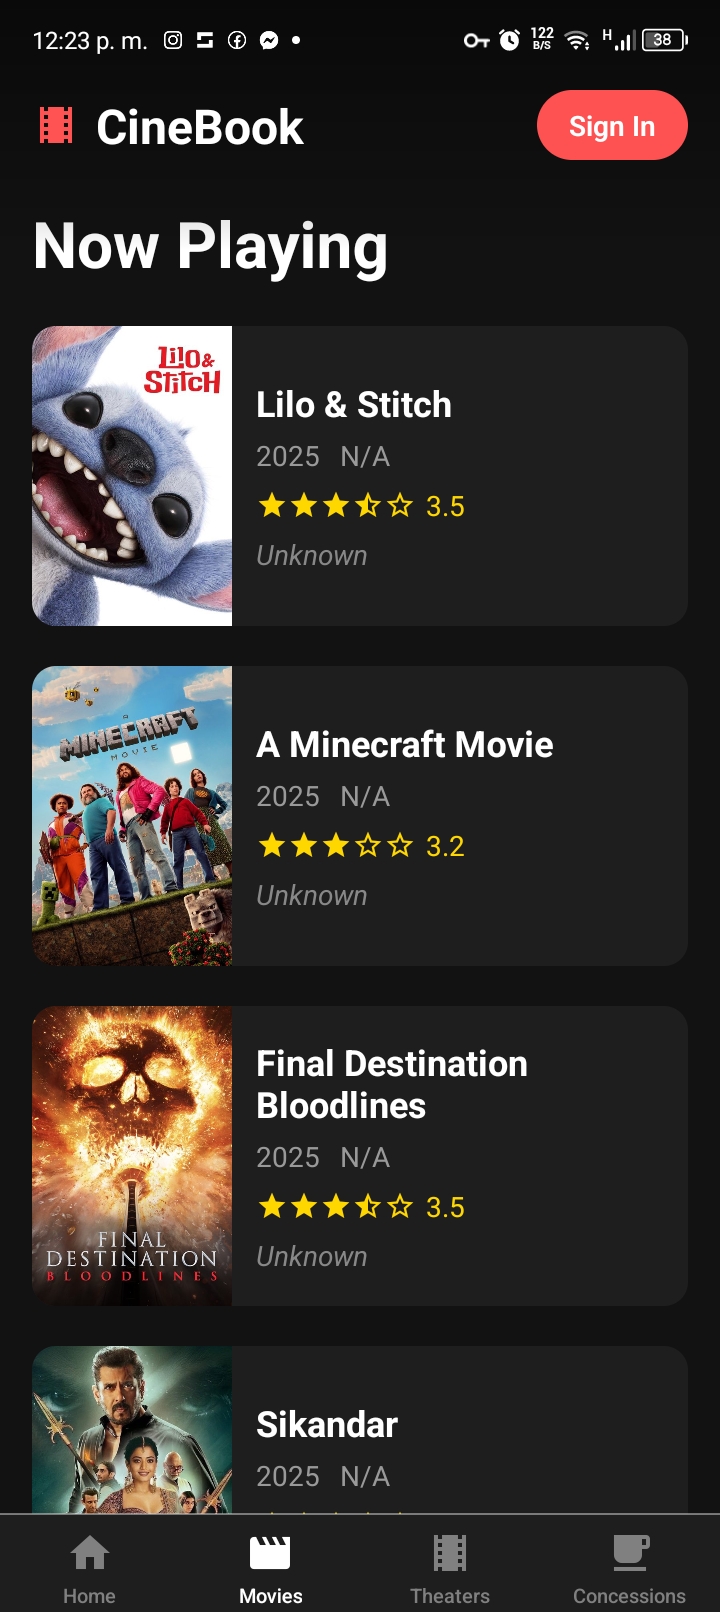 12:23 p. m.
122
B/S
H
38
CineBook
Sign In
Now Playing
Lilo &
Stitch
Lilo & Stitch
2025 N/A
3.5
Unknown
A
MINECRAFT
MOVIE
A Minecraft Movie
2025 N/A
3.2
Unknown
FINAL
DESTINATION
BLOODLINES
Final Destination
Bloodlines
2025 N/A
3.5
Unknown
Sikandar
2025 N/A
Home
Movies
Theaters
Concessions